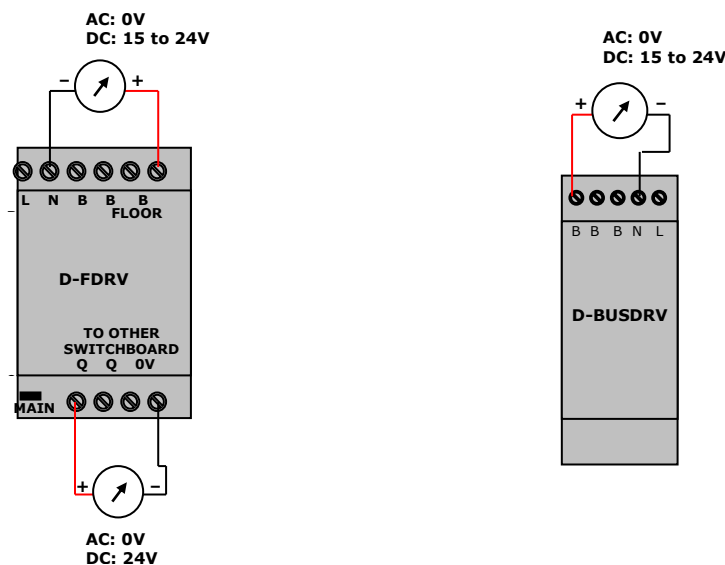 AC: 0V
DC: 15 to 24V
− +
L N B B B
FLOOR
D-FDRV
TO OTHER
SWITCHBOARD
Q Q 0V
MAIN
+ −
AC: 0V
DC: 24V
AC: 0V
DC: 15 to 24V
+ −
B B B N L
D-BUSDRV